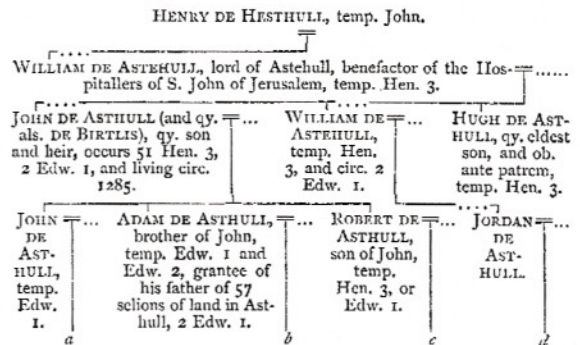 HENRY DE HESTHULL, temp. John.
WILLIAM DE ASTEHULL, lord of Astehull, benefactor of the Hos-
pitallers of S. John of Jerusalem, temp. Hen. 3.
JOHN DE ASTHULL (and qy.
als. DE BIRTLIS), qy. son
and heir, occurs 51 Hen. 3,
2 Edw. 1, and living circ.
1285.
WILLIAM DE
ASTEHULL,
temp. Hen.
3, and circ. 2
Edw. 1.
HUGH DE AST-
HULL, qy. eldest
son, and ob.
ante patrem,
temp. Hen. 3.
JOHN
DE
AST-
HULL,
temp.
Edw.
1.
ADAM DE ASTHULL,
brother of John,
temp. Edw. 1 and
Edw. 2, grantee of
his father of 57
selions of land in Ast-
hull, 2 Edw. 1.
ROBERT DE
ASTHULL,
son of John,
temp.
Hen. 3, or
Edw. 1.
JORDAN
DE
AST-
HULL.
a b c d